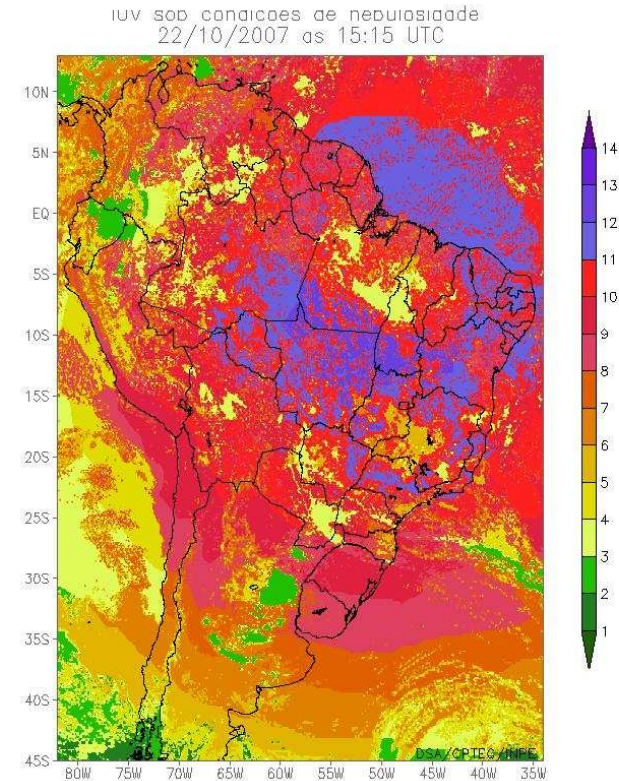 IUV sob condicoes de nebulosidade
22/10/2007 as 15:15 UTC
10N
5N
EQ
5S
10S
15S
20S
25S
30S
35S
40S
45S
80W 75W 70W 65W 60W 55W 50W 45W 40W 35W
14
13
12
11
10
9
8
7
6
5
4
3
2
1
DSA/CPTEC/INPE